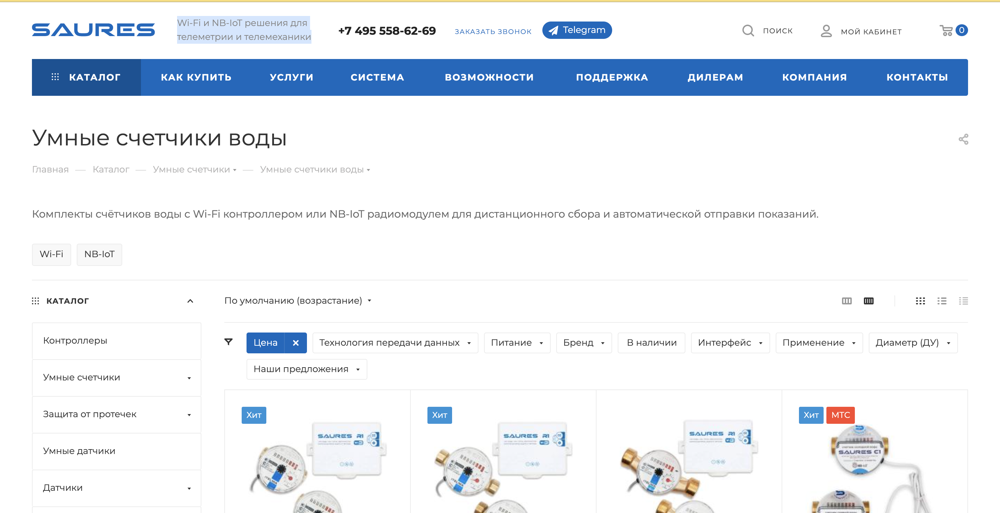 SAURES
Wi-Fi и NB-IoT решения для
телеметрии и телемеханики
+7 495 558-62-69
ЗАКАЗАТЬ ЗВОНОК
Telegram
ПОИСК
МОЙ КАБИНЕТ
0
КАТАЛОГ
КАК КУПИТЬ
УСЛУГИ
СИСТЕМА
ВОЗМОЖНОСТИ
ПОДДЕРЖКА
ДИЛЕРАМ
КОМПАНИЯ
КОНТАКТЫ
Умные счетчики воды
Главная — Каталог — Умные счетчики — Умные счетчики воды
Комплекты счётчиков воды с Wi-Fi контроллером или NB-IoT радиомодулем для дистанционного сбора и автоматической отправки показаний.
Wi-Fi
NB-IoT
КАТАЛОГ
Контроллеры
Умные счетчики
Защита от протечек
Умные датчики
Датчики
По умолчанию (возрастание)
Цена
Технология передачи данных
Питание
Бренд
В наличии
Интерфейс
Применение
Диаметр (ДУ)
Наши предложения
Хит
SAURES R1
ITELMA
Хит
SAURES R1
ITELMA
SAURES R1
ITELMA
Хит
МТС
SAURES C1